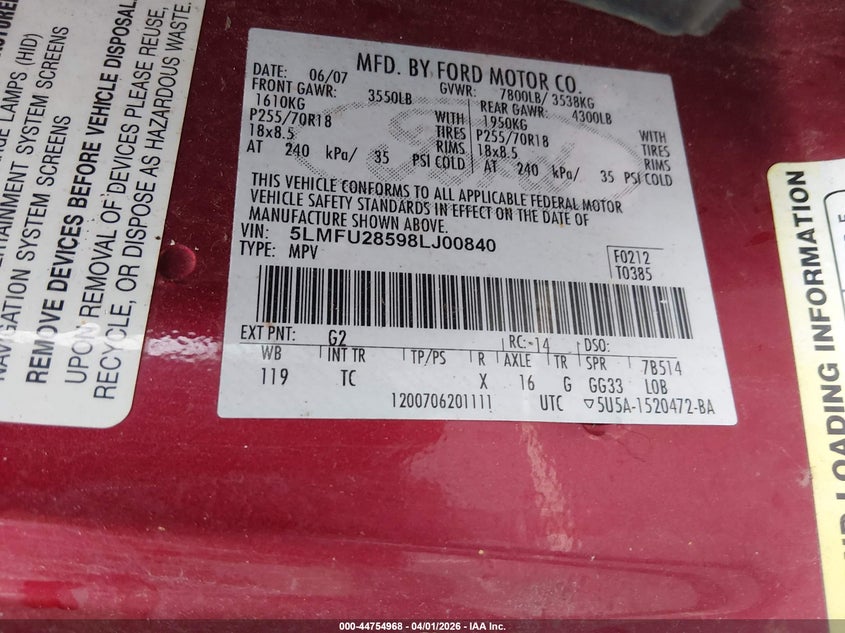 MFD. BY FORD MOTOR CO.
DATE: 06/07 GVWR: 7800LB/ 3538KG
FRONT GAWR: 3550LB REAR GAWR: 4300LB
1610KG WITH 1950KG WITH
P255/70R18 TIRES P255/70R18 TIRES
18x8.5 RIMS 18x8.5 RIMS
AT 240 kPa/ 35 PSI COLD AT 240 kPa/ 35 PSI COLD
THIS VEHICLE CONFORMS TO ALL APPLICABLE FEDERAL MOTOR
VEHICLE SAFETY STANDARDS IN EFFECT ON THE DATE OF
MANUFACTURE SHOWN ABOVE.
VIN: 5LMFU28598LJ00840
TYPE: MPV
F0212
T0385
EXT PNT: G2 RC: 14 DSO:
WB INT TR TP/PS R AXLE TR SPR 7B514
119 TC X 16 G GG33 LOB
1200706201111 UTC ▽5U5A-1520472-BA
LAMPS (HID)
SYSTEM SCREENS
NAVIGATION SYSTEM SCREENS
REMOVE DEVICES BEFORE VEHICLE DISPOSAL.
UPON REMOVAL OF DEVICES PLEASE REUSE,
RECYCLE, OR DISPOSE AS HAZARDOUS WASTE.
LOADING INFORMATION
000-44754968 - 04/01/2026 - IAA Inc.